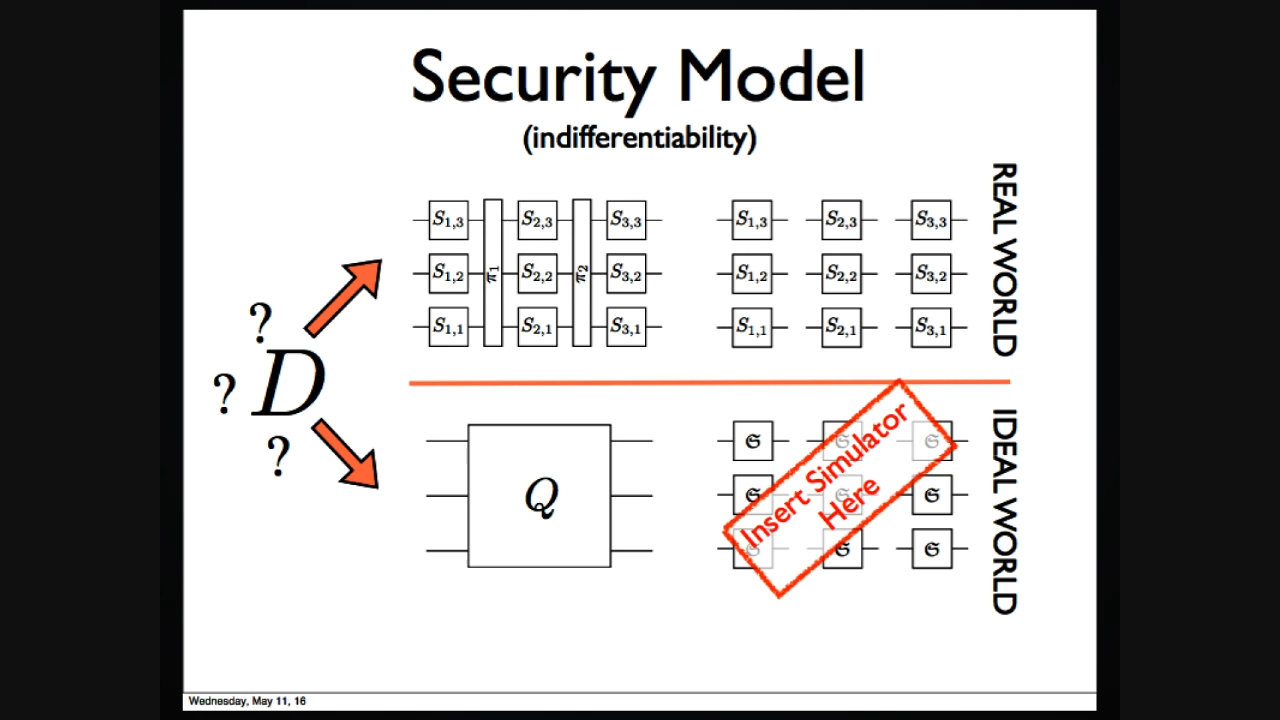 Security Model
(indifferentiability)
S1,3 S2,3 S3,3 S1,3 S2,3 S3,3
S1,2 π1 S2,2 π2 S3,2 S1,2 S2,2 S3,2
S1,1 S2,1 S3,1 S1,1 S2,1 S3,1
REAL WORLD
?
? D
?
Q
𝔖 𝔖 𝔖
𝔖 𝔖 𝔖
𝔖 𝔖 𝔖
Insert Simulator
Here
IDEAL WORLD
Wednesday, May 11, 16